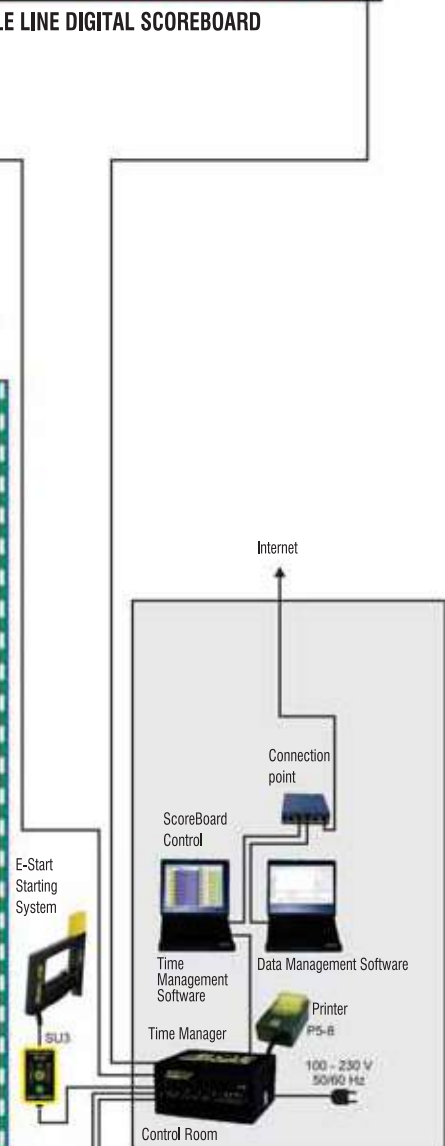 LE LINE DIGITAL SCOREBOARD
Internet
Connection
point
ScoreBoard
Control
E-Start
Starting
System
Time
Management
Software
Data Management Software
Printer
P5-8
SU3
Time Manager
100 - 230 V
50/60 Hz
Control Room